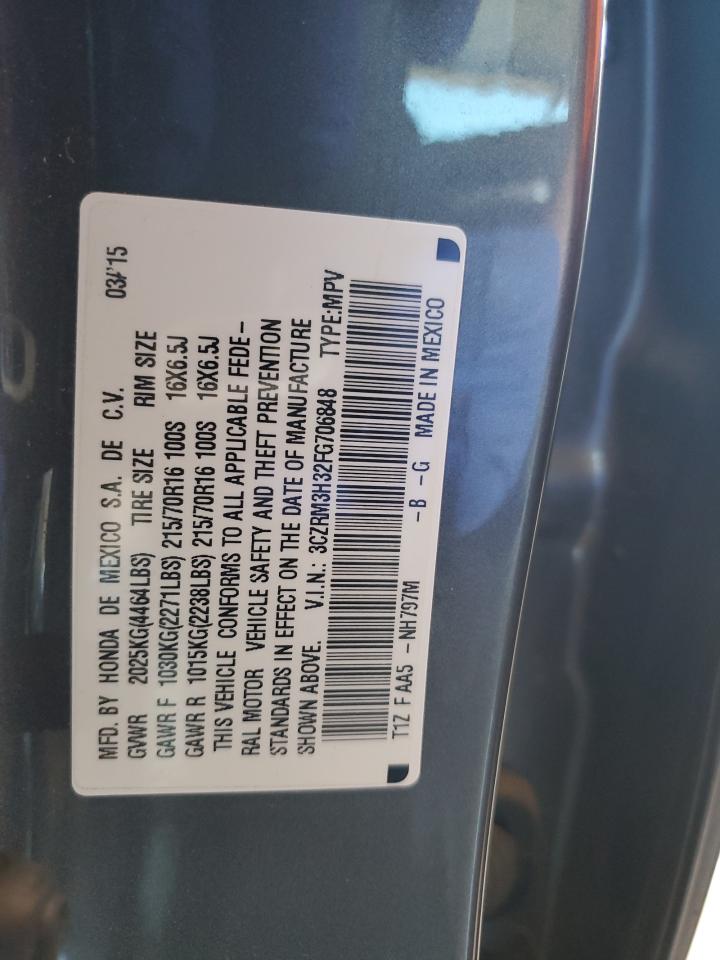 MFD. BY HONDA DE MEXICO S.A. DE C.V. 03/'15
GVWR 2025KG(4464LBS) TIRE SIZE RIM SIZE
GAWR F 1030KG(2271LBS) 215/70R16 100S 16X6.5J
GAWR R 1015KG(2238LBS) 215/70R16 100S 16X6.5J
THIS VEHICLE CONFORMS TO ALL APPLICABLE FEDE-
RAL MOTOR VEHICLE SAFETY AND THEFT PREVENTION
STANDARDS IN EFFECT ON THE DATE OF MANUFACTURE
SHOWN ABOVE. V.I.N.: 3CZRM3H32FG706848 TYPE:MPV
T1Z F AA5 -NH797M -B -G MADE IN MEXICO